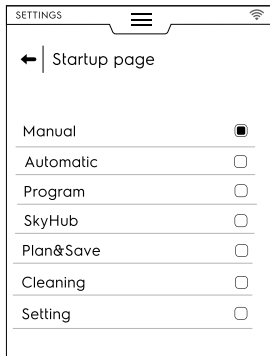 SETTINGS
Startup page
Manual
Automatic
Program
SkyHub
Plan&Save
Cleaning
Setting